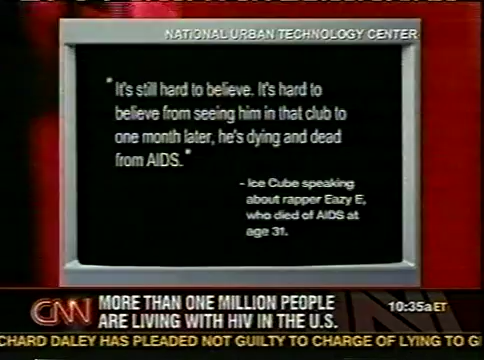 NATIONAL URBAN TECHNOLOGY CENTER
"It's still hard to believe. It's hard to
believe from seeing him in that club to
one month later, he's dying and dead
from AIDS."
- Ice Cube speaking
about rapper Eazy E,
who died of AIDS at
age 31.
CNN
MORE THAN ONE MILLION PEOPLE
ARE LIVING WITH HIV IN THE U.S.
10:35aET
CHARD DALEY HAS PLEADED NOT GUILTY TO CHARGE OF LYING TO G